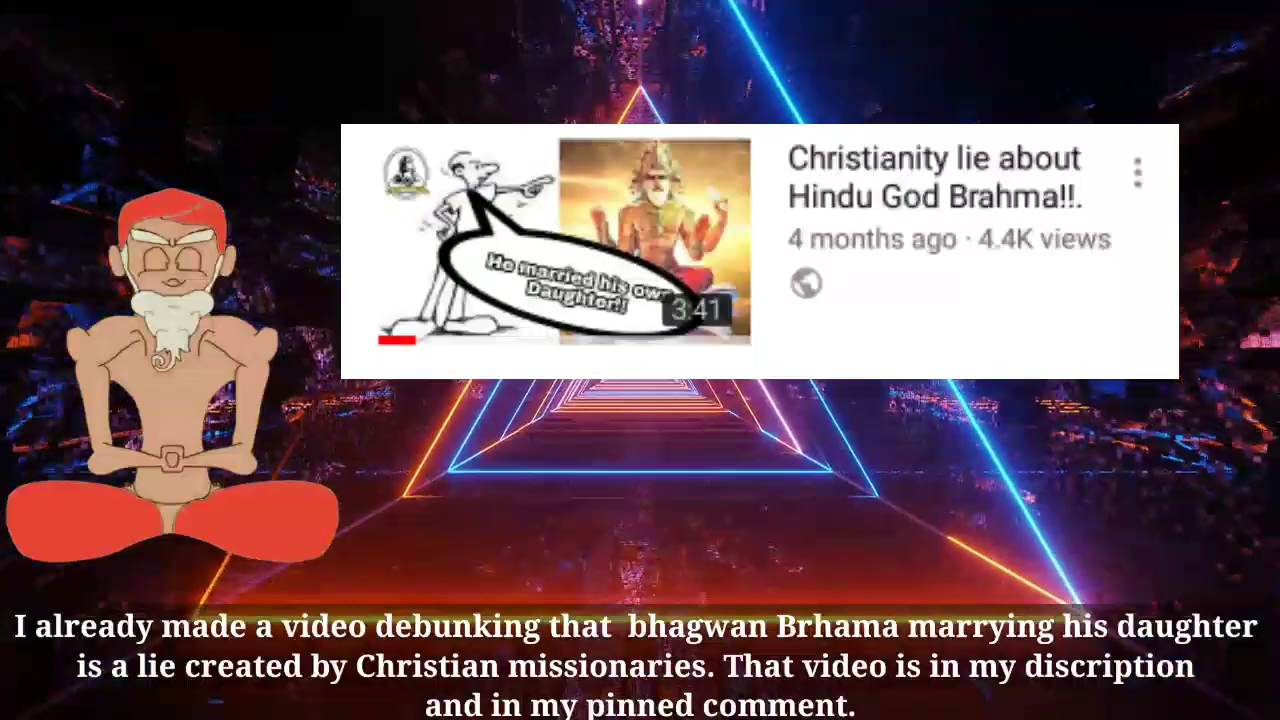 Christianity lie about
Hindu God Brahma!!.
4 months ago · 4.4K views
He married his own
Daughter!!
3:41
I already made a video debunking that  bhagwan Brhama marrying his daughter
is a lie created by Christian missionaries. That video is in my discription
and in my pinned comment.